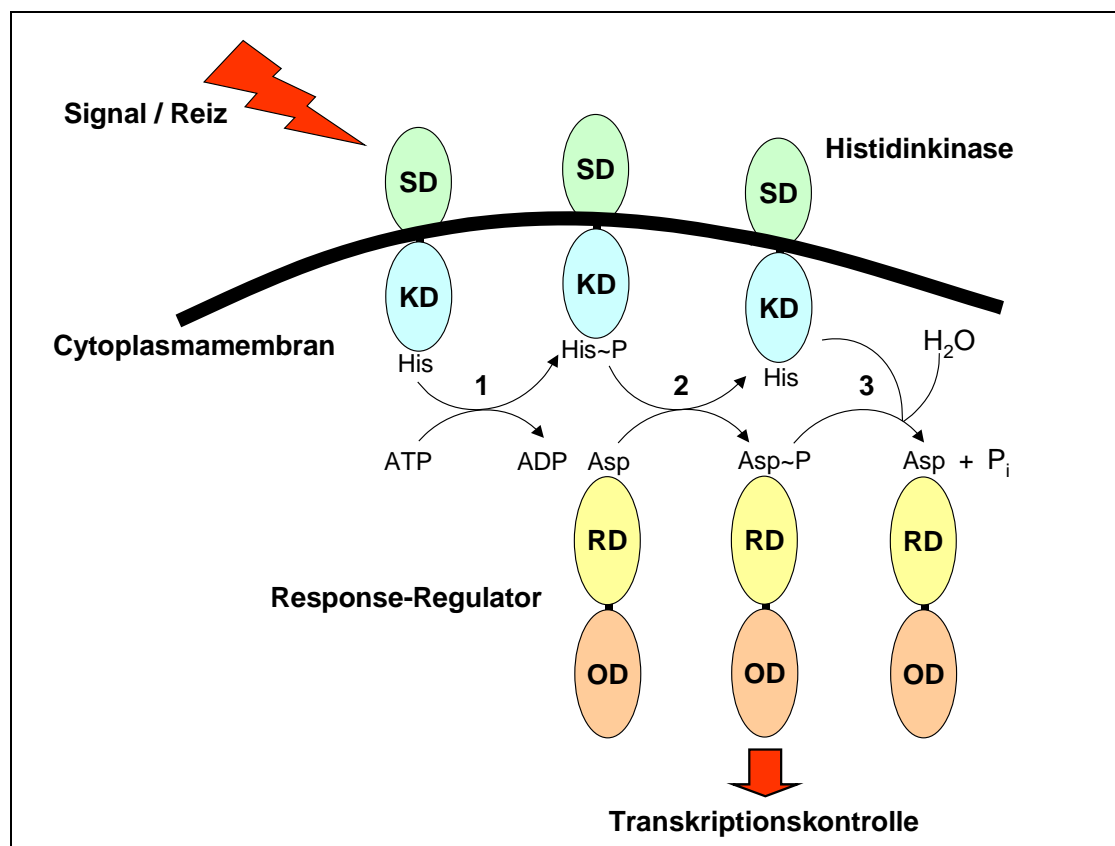 Signal / Reiz
Histidinkinase
SD
SD
SD
KD
KD
KD
Cytoplasmamembran
His
His~P
His
H₂O
1
2
3
ATP
ADP
Asp
Asp~P
Asp + Pᵢ
RD
RD
RD
Response-Regulator
OD
OD
OD
Transkriptionskontrolle